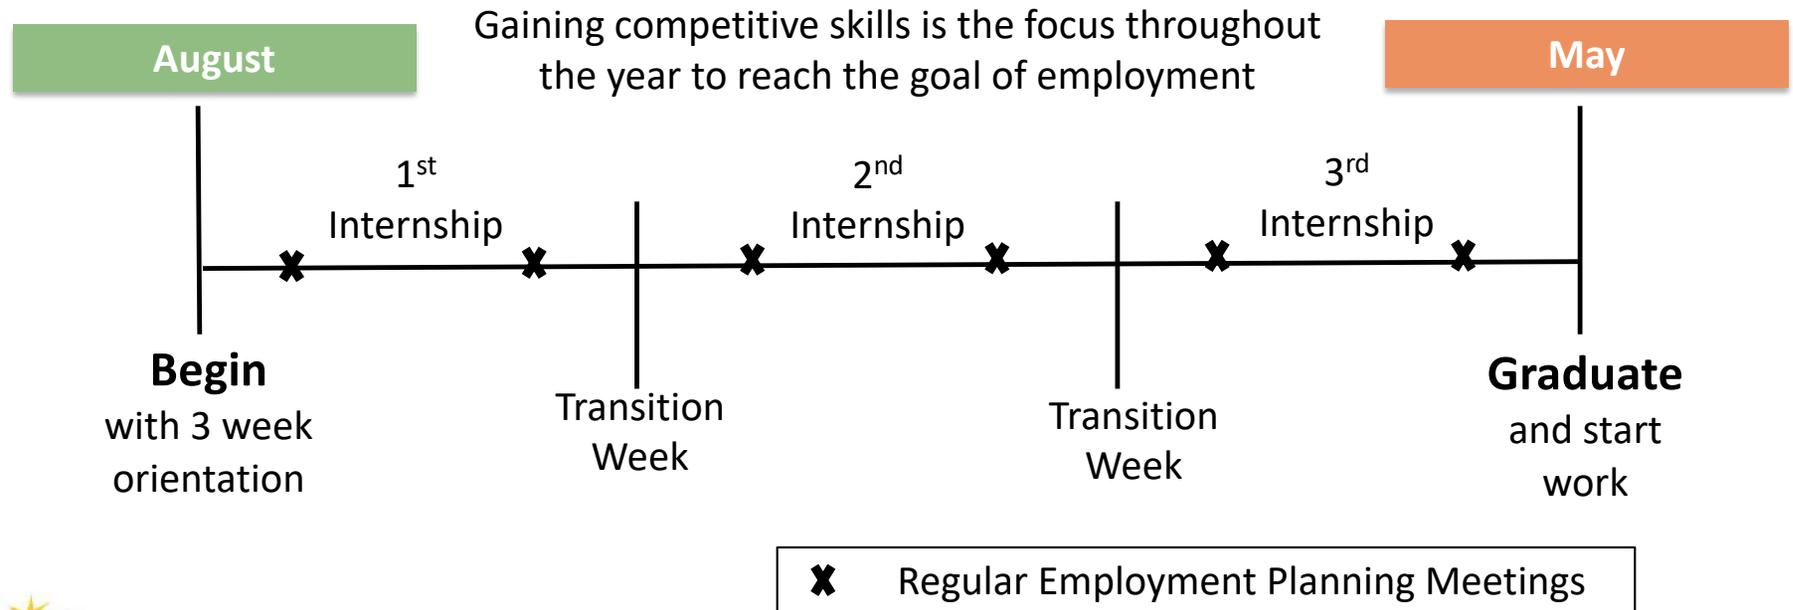 Gaining competitive skills is the focus throughout
the year to reach the goal of employment
August
May
1st
Internship
2nd
Internship
3rd
Internship
Begin
with 3 week
orientation
Transition
Week
Transition
Week
Graduate
and start
work
Regular Employment Planning Meetings